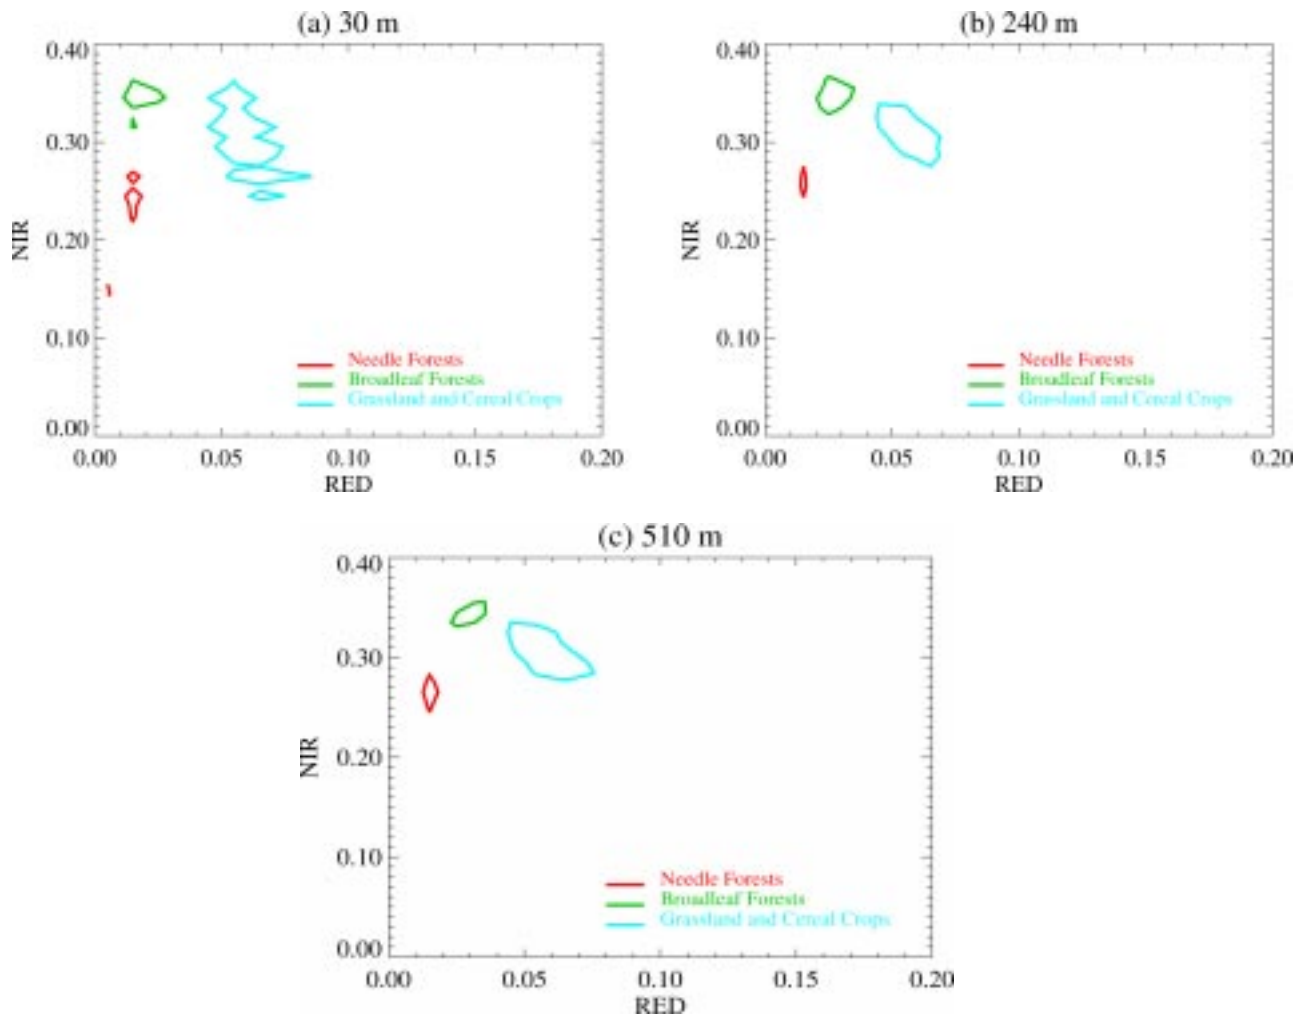 (a) 30 m
0.40
0.30
0.20
0.10
0.00
NIR
Needle Forests
Broadleaf Forests
Grassland and Cereal Crops
0.00 0.05 0.10 0.15 0.20
RED
(b) 240 m
0.40
0.30
0.20
0.10
0.00
NIR
Needle Forests
Broadleaf Forests
Grassland and Cereal Crops
0.00 0.05 0.10 0.15 0.20
RED
(c) 510 m
0.40
0.30
0.20
0.10
0.00
NIR
Needle Forests
Broadleaf Forests
Grassland and Cereal Crops
0.00 0.05 0.10 0.15 0.20
RED